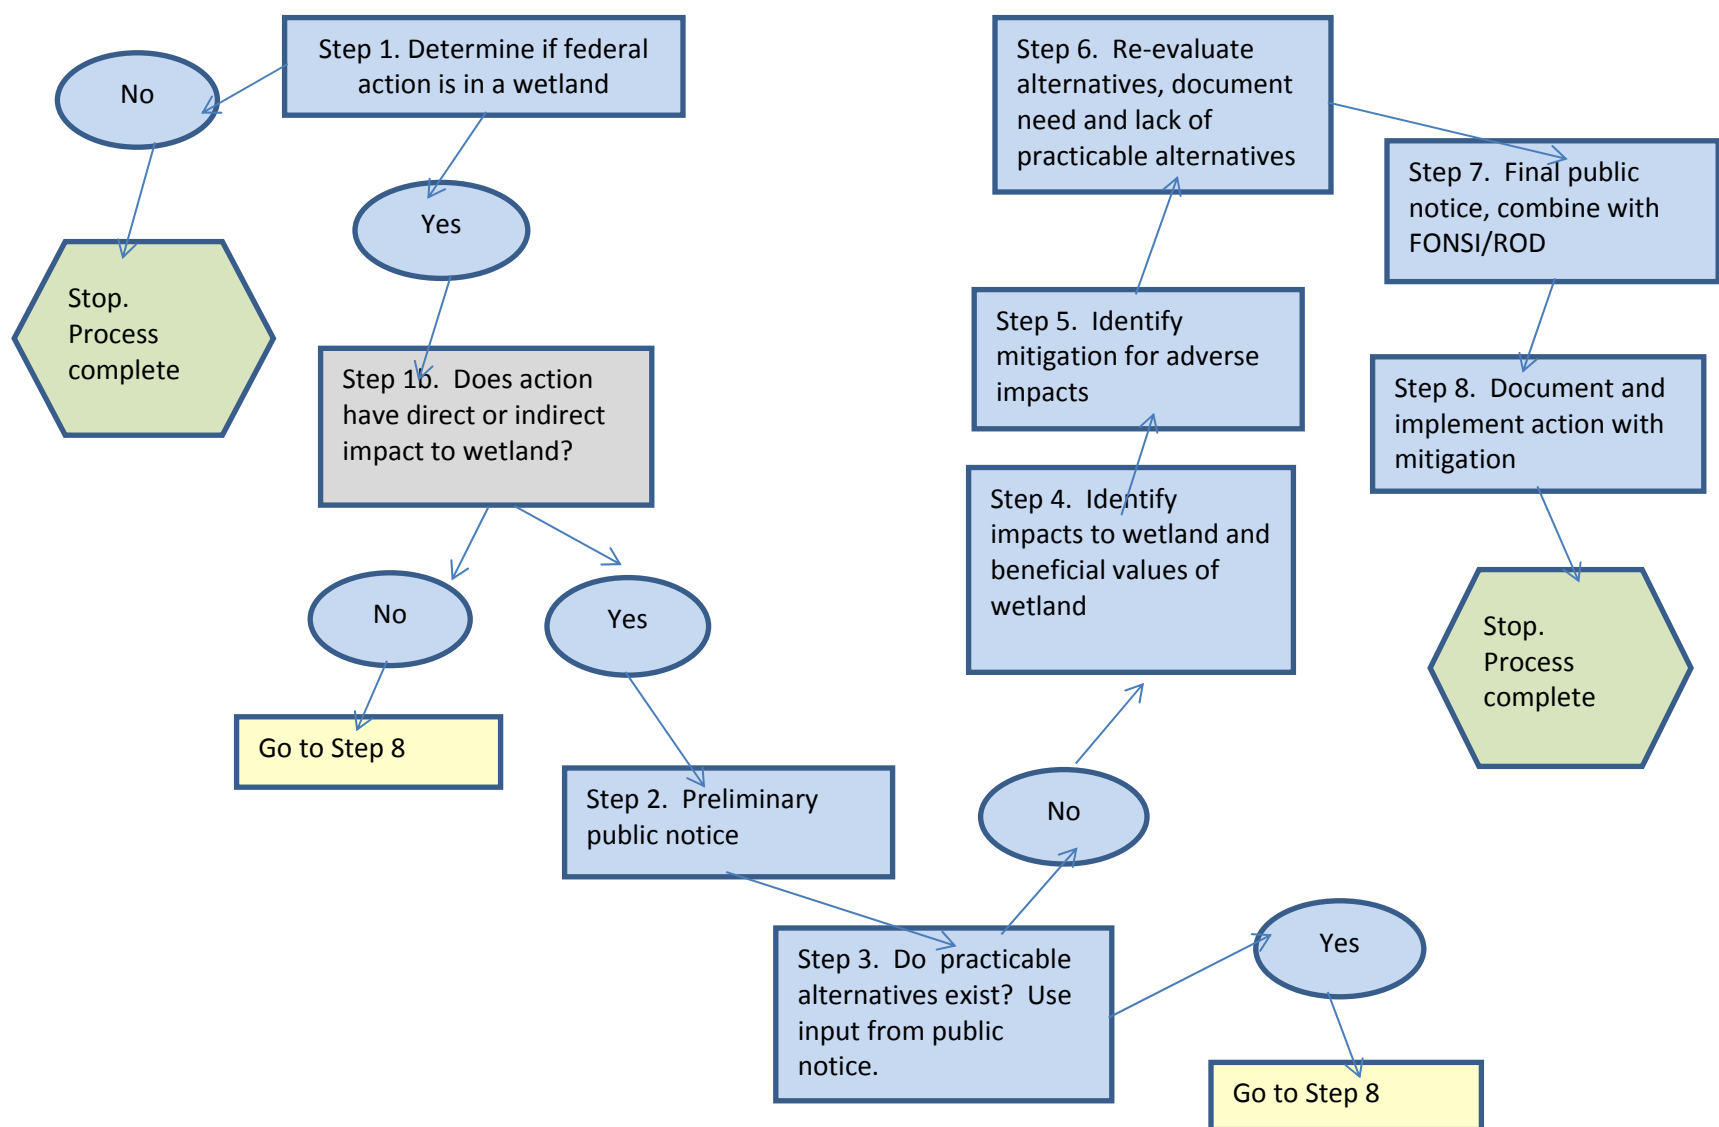 Step 1. Determine if federal
action is in a wetland
No
Yes
Stop.
Process
complete
Step 1b.  Does action
have direct or indirect
impact to wetland?
No
Yes
Go to Step 8
Step 2.  Preliminary
public notice
Step 3.  Do  practicable
alternatives exist?  Use
input from public
notice.
No
Yes
Go to Step 8
Step 4.  Identify
impacts to wetland and
beneficial values of
wetland
Step 5.  Identify
mitigation for adverse
impacts
Step 6.  Re-evaluate
alternatives, document
need and lack of
practicable alternatives
Step 7.  Final public
notice, combine with
FONSI/ROD
Step 8.  Document and
implement action with
mitigation
Stop.
Process
complete